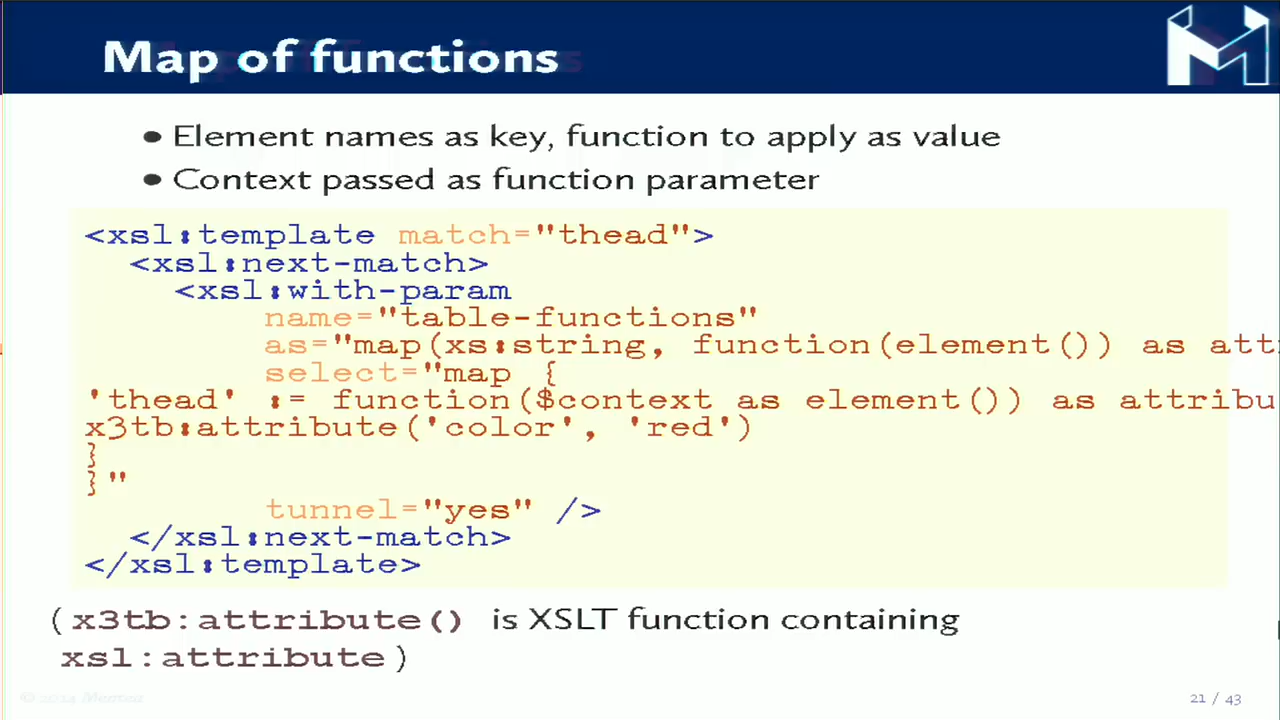 Map of functions
• Element names as key, function to apply as value
• Context passed as function parameter
<xsl:template match="thead">
<xsl:next-match>
<xsl:with-param
name="table-functions"
as="map(xs:string, function(element()) as att
select="map {
'thead' := function($context as element()) as attribu
x3tb:attribute('color', 'red')
}
}"
tunnel="yes" />
</xsl:next-match>
</xsl:template>
(x3tb:attribute() is XSLT function containing
xsl:attribute)
21 / 43